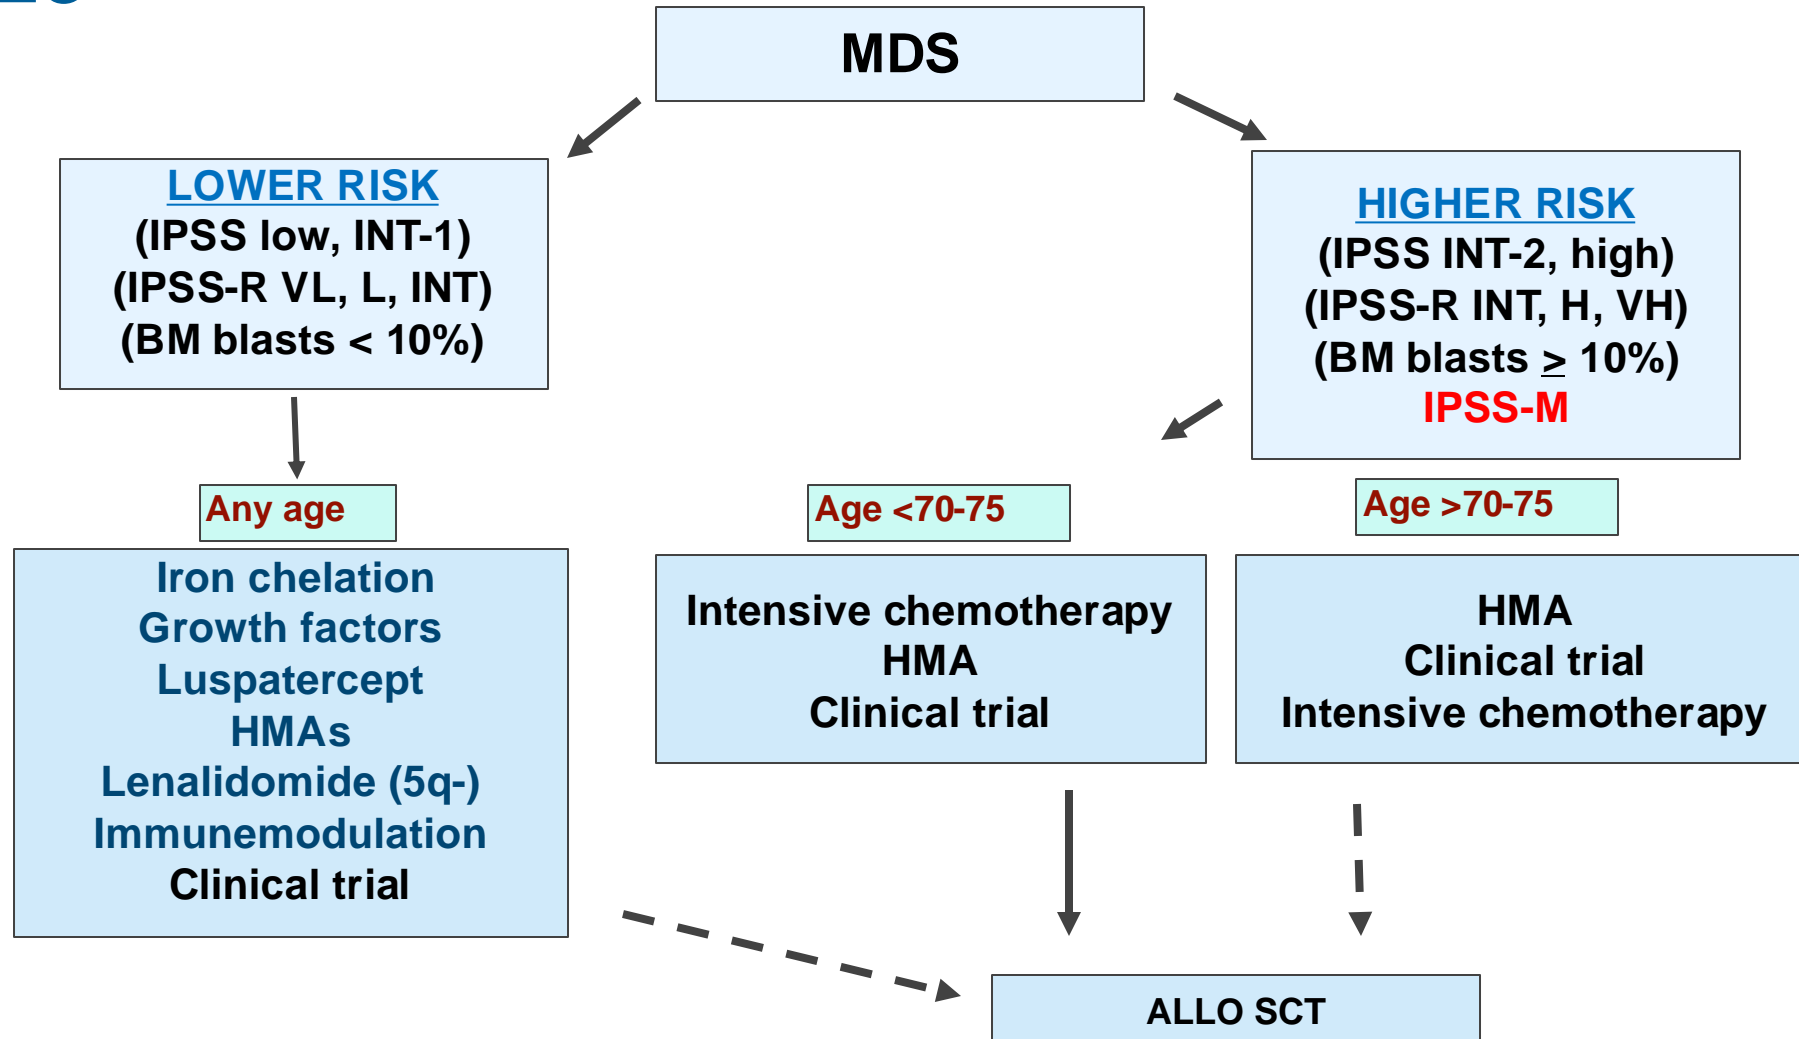 MDS
LOWER RISK
(IPSS low, INT-1)
(IPSS-R VL, L, INT)
(BM blasts < 10%)
HIGHER RISK
(IPSS INT-2, high)
(IPSS-R INT, H, VH)
(BM blasts ≥ 10%)
IPSS-M
Any age
Iron chelation
Growth factors
Luspatercept
HMAs
Lenalidomide (5q-)
Immunemodulation
Clinical trial
Age <70-75
Intensive chemotherapy
HMA
Clinical trial
Age >70-75
HMA
Clinical trial
Intensive chemotherapy
ALLO SCT